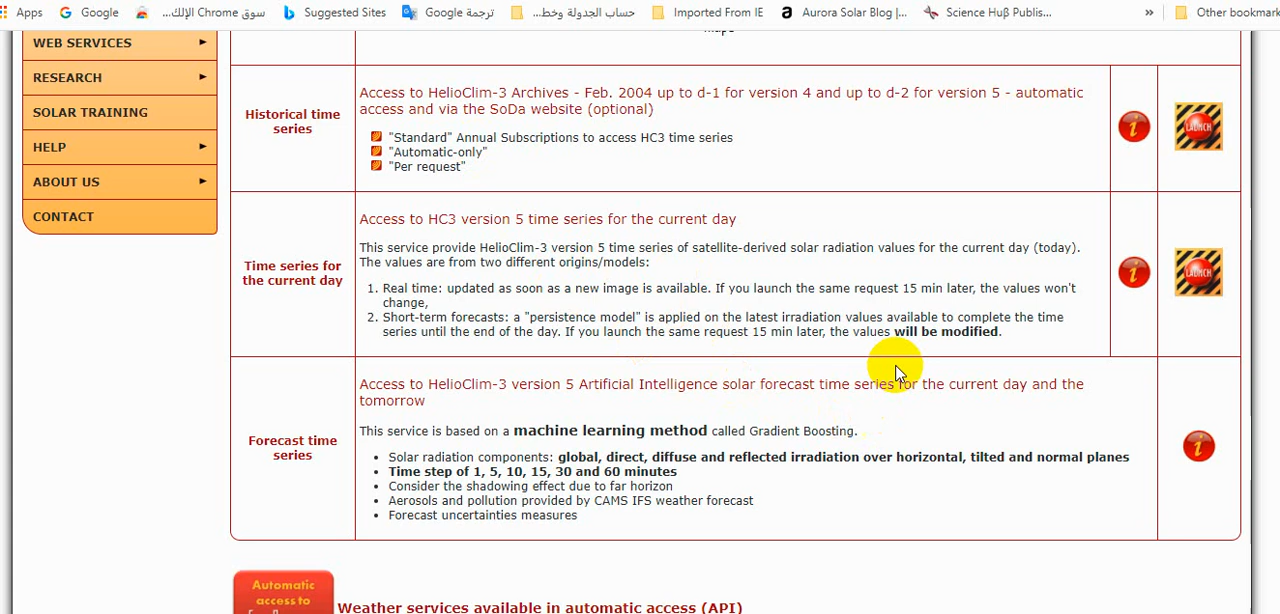 Apps
Google
سوق Chrome الإلك...
Suggested Sites
ترجمة Google
حساب الجدولة وخط...
Imported From IE
Aurora Solar Blog |...
Science Huβ Publis...
»
Other bookmark
WEB SERVICES
RESEARCH
SOLAR TRAINING
HELP
ABOUT US
CONTACT
maps
Historical time
series
Access to HelioClim-3 Archives - Feb. 2004 up to d-1 for version 4 and up to d-2 for version 5 - automatic
access and via the SoDa website (optional)
"Standard" Annual Subscriptions to access HC3 time series
"Automatic-only"
"Per request"
i
LAUNCH
Time series for
the current day
Access to HC3 version 5 time series for the current day
This service provide HelioClim-3 version 5 time series of satellite-derived solar radiation values for the current day (today).
The values are from two different origins/models:
1. Real time: updated as soon as a new image is available. If you launch the same request 15 min later, the values won't
change,
2. Short-term forecasts: a "persistence model" is applied on the latest irradiation values available to complete the time
series until the end of the day. If you launch the same request 15 min later, the values will be modified.
i
LAUNCH
Forecast time
series
Access to HelioClim-3 version 5 Artificial Intelligence solar forecast time series for the current day and the
tomorrow
This service is based on a machine learning method called Gradient Boosting.
• Solar radiation components: global, direct, diffuse and reflected irradiation over horizontal, tilted and normal planes
• Time step of 1, 5, 10, 15, 30 and 60 minutes
• Consider the shadowing effect due to far horizon
• Aerosols and pollution provided by CAMS IFS weather forecast
• Forecast uncertainties measures
i
Automatic
access to
Weather services available in automatic access (API)